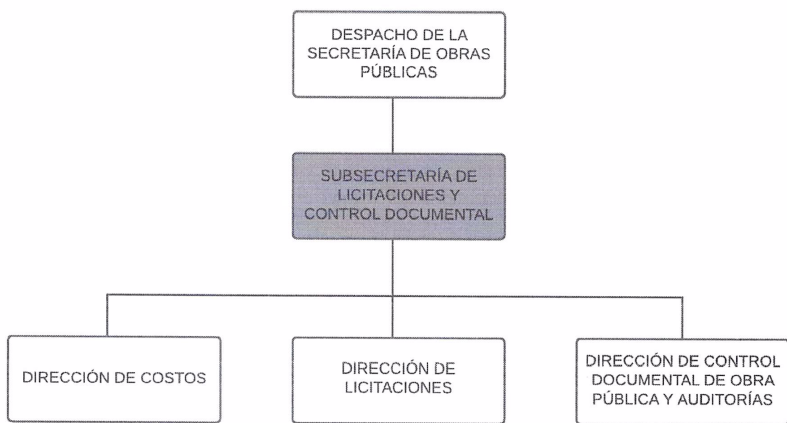 DESPACHO DE LA
SECRETARÍA DE OBRAS
PÚBLICAS
SUBSECRETARÍA DE
LICITACIONES Y
CONTROL DOCUMENTAL
DIRECCIÓN DE COSTOS
DIRECCIÓN DE
LICITACIONES
DIRECCIÓN DE CONTROL
DOCUMENTAL DE OBRA
PÚBLICA Y AUDITORÍAS